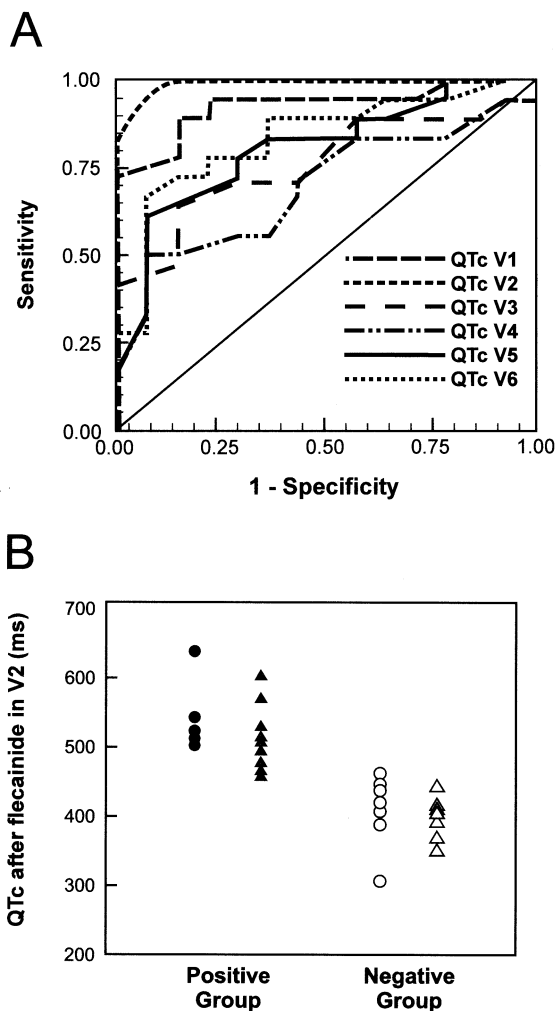 A
1.00
0.75
0.50
0.25
0.00
Sensitivity
QTc V1
QTc V2
QTc V3
QTc V4
QTc V5
QTc V6
0.00 0.25 0.50 0.75 1.00
1 - Specificity
B
QTc after flecainide in V2 (ms)
700
600
500
400
300
200
Positive Negative
Group Group